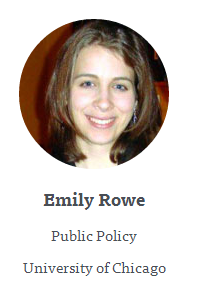 Emily Rowe
Public Policy
University of Chicago